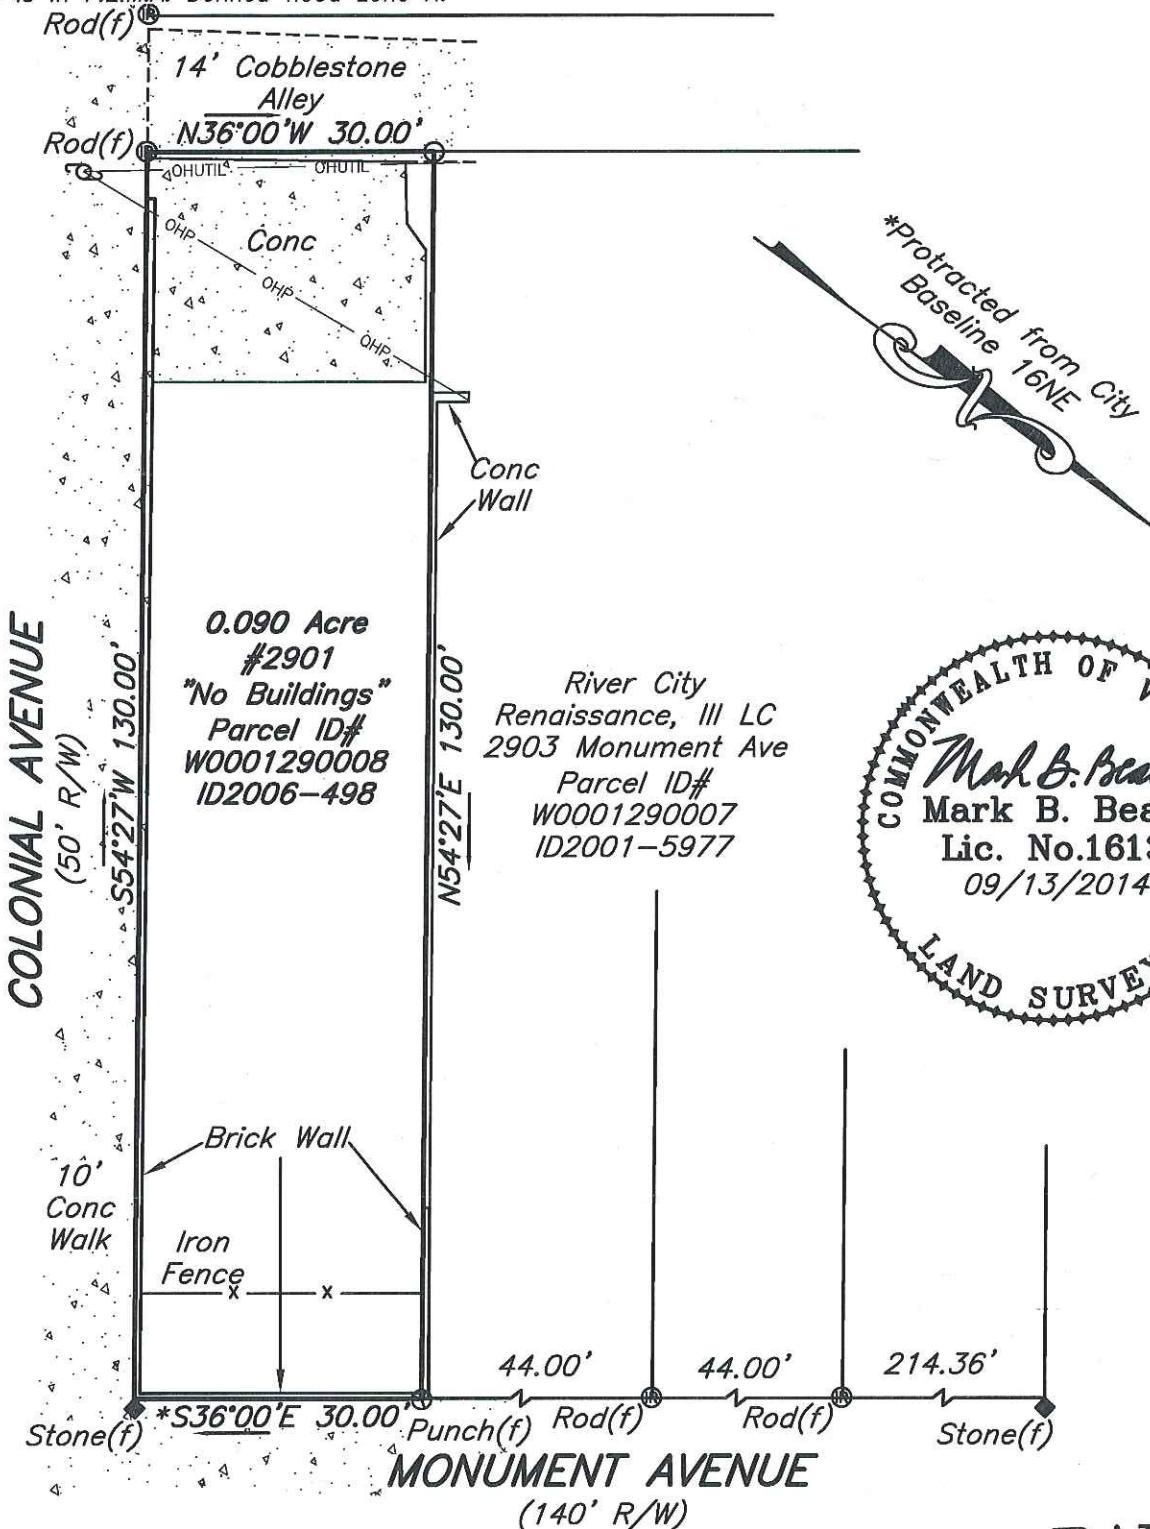 Rod(f)
14' Cobblestone
Alley
N36°00'W 30.00'
Rod(f)
OHUTIL OHUTIL
OHP
Conc
OHP
OHP
*Protracted from City
Baseline 16NE
Conc
Wall
COLONIAL AVENUE
(50' R/W)
S54°27'W 130.00'
0.090 Acre
#2901
"No Buildings"
Parcel ID#
W0001290008
ID2006-498
N54°27'E 130.00'
River City
Renaissance, III LC
2903 Monument Ave
Parcel ID#
W0001290007
ID2001-5977
COMMONWEALTH OF V
Mark B. Bea
Mark B. Bea
Lic. No.1613
09/13/2014
LAND SURVEY
Brick Wall
10'
Conc
Walk
Iron
Fence
x x
44.00' 44.00' 214.36'
*S36°00'E 30.00'
Stone(f)
Punch(f)
Rod(f)
Rod(f)
Stone(f)
MONUMENT AVENUE
(140' R/W)